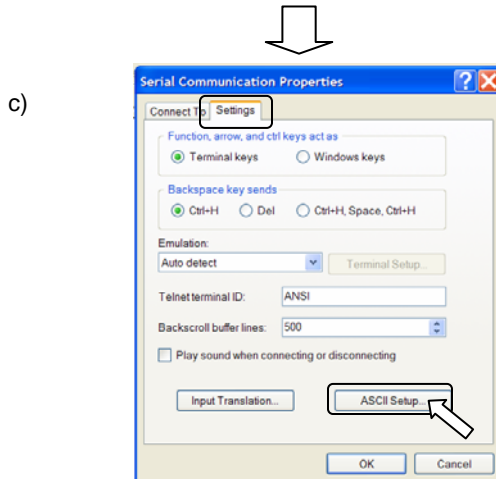 c)
Serial Communication Properties
Connect To Settings
Function, arrow, and ctrl keys act as
Terminal keys Windows keys
Backspace key sends
Ctrl+H Del Ctrl+H, Space, Ctrl+H
Emulation:
Auto detect Terminal Setup...
Telnet terminal ID: ANSI
Backscroll buffer lines: 500
Play sound when connecting or disconnecting
Input Translation... ASCII Setup...
OK Cancel